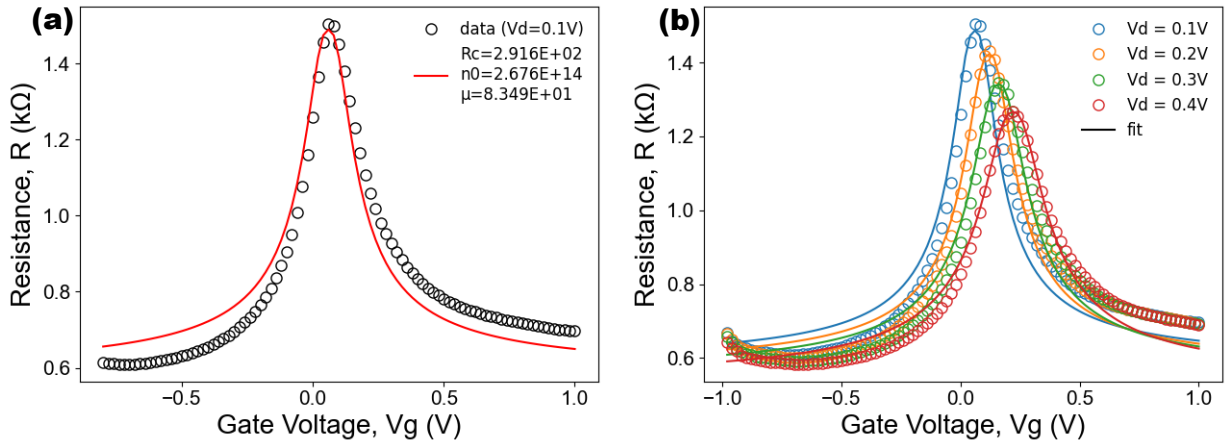 (a)
data (Vd=0.1V)
Rc=2.916E+02
n0=2.676E+14
μ=8.349E+01
1.4
1.2
1.0
0.8
0.6
Resistance, R (kΩ)
−0.5
0.0
0.5
1.0
Gate Voltage, Vg (V)
(b)
Vd = 0.1V
Vd = 0.2V
Vd = 0.3V
Vd = 0.4V
fit
1.4
1.2
1.0
0.8
0.6
Resistance, R (kΩ)
−1.0
−0.5
0.0
0.5
1.0
Gate Voltage, Vg (V)